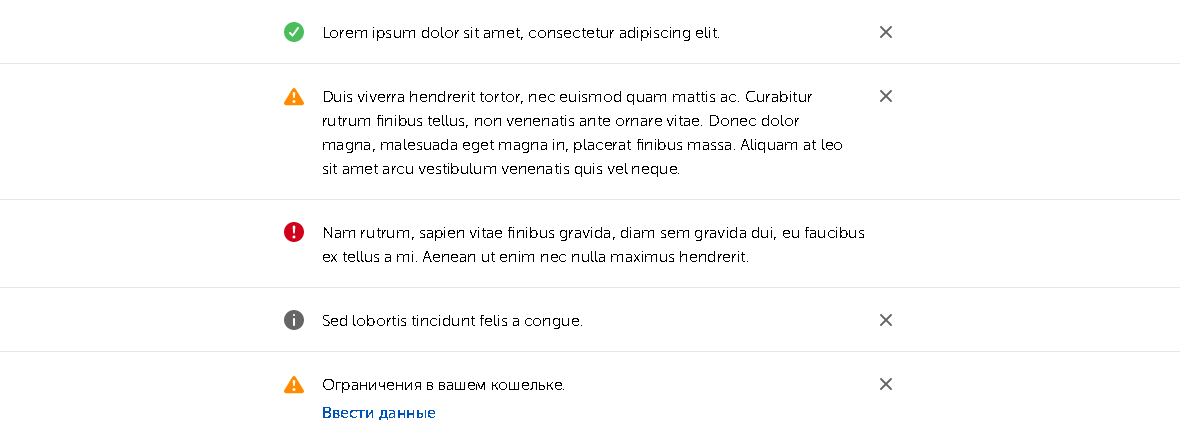 Lorem ipsum dolor sit amet, consectetur adipiscing elit.
Duis viverra hendrerit tortor, nec euismod quam mattis ac. Curabitur
rutrum finibus tellus, non venenatis ante ornare vitae. Donec dolor
magna, malesuada eget magna in, placerat finibus massa. Aliquam at leo
sit amet arcu vestibulum venenatis quis vel neque.
Nam rutrum, sapien vitae finibus gravida, diam sem gravida dui, eu faucibus
ex tellus a mi. Aenean ut enim nec nulla maximus hendrerit.
Sed lobortis tincidunt felis a congue.
Ограничения в вашем кошельке.
Ввести данные